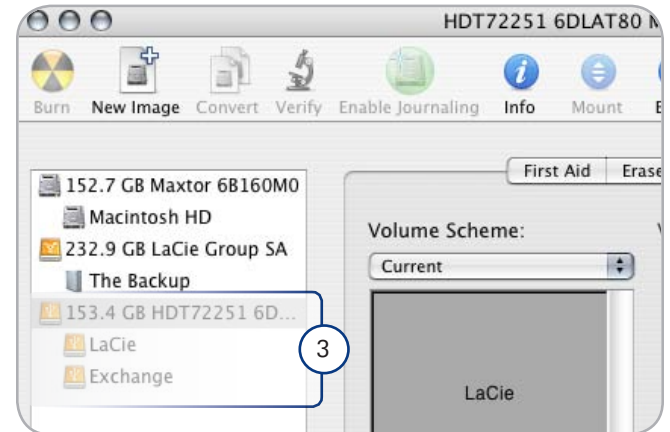 HDT72251 6DLAT80 M
Burn New Image Convert Verify Enable Journaling Info Mount E
First Aid Erase
152.7 GB Maxtor 6B160M0
Macintosh HD
232.9 GB LaCie Group SA
The Backup
153.4 GB HDT72251 6D...
LaCie
Exchange
3
Volume Scheme: V
Current
LaCie